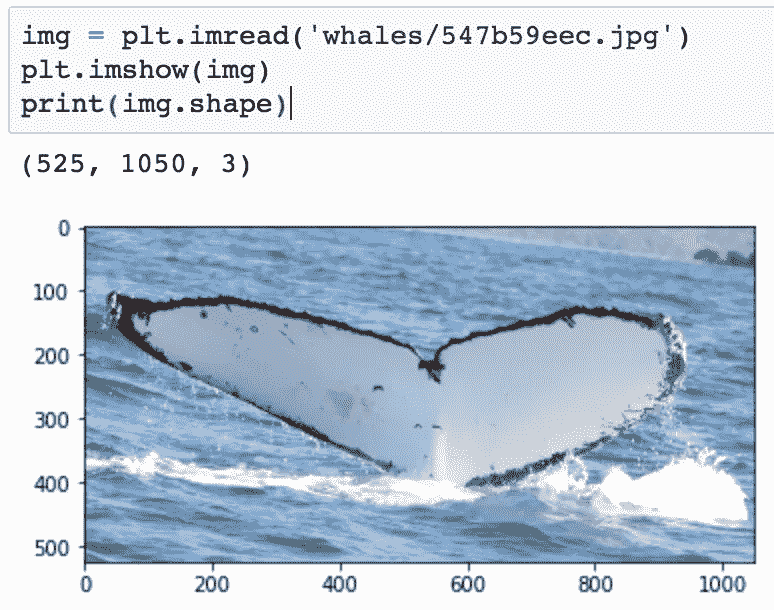 img = plt.imread('whales/547b59eec.jpg')
plt.imshow(img)
print(img.shape)
(525, 1050, 3)
0
100
200
300
400
500
0 200 400 600 800 1000